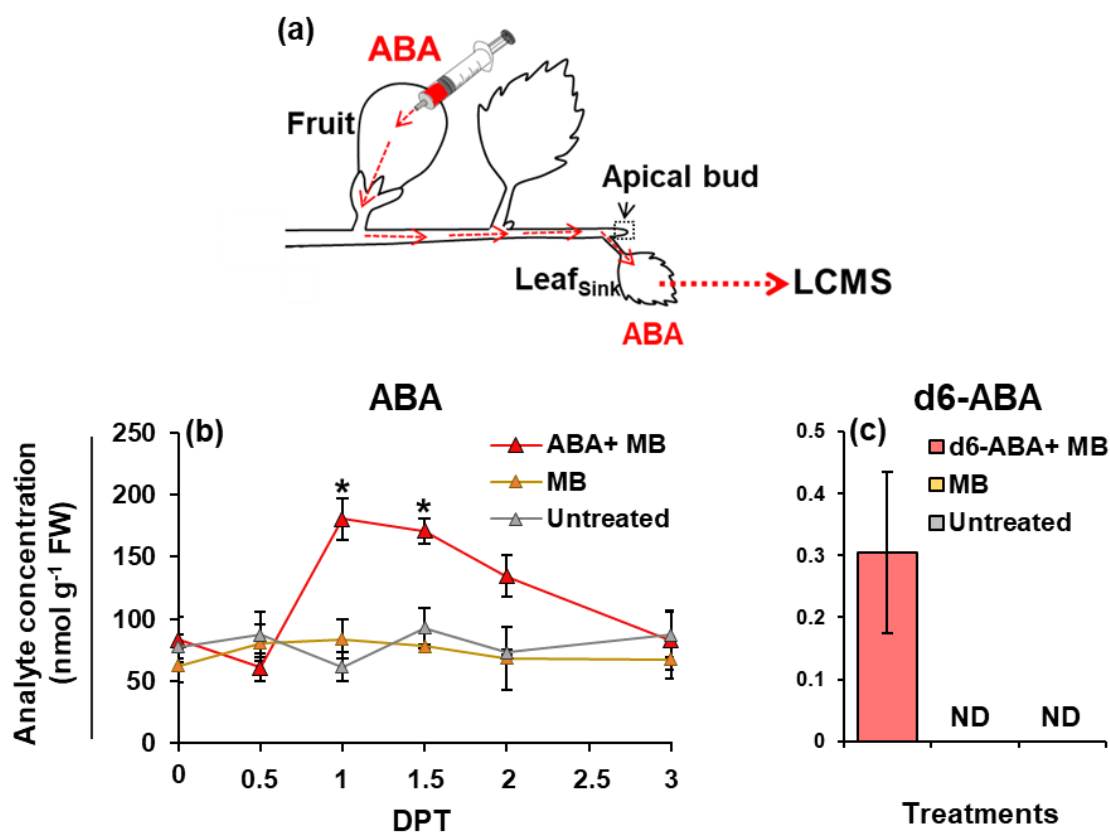 (a)
ABA
Fruit
Apical bud
Leaf_Sink
LCMS
ABA
ABA
d6-ABA
Analyte concentration
(nmol g⁻¹ FW)
(b)
250
200
150
100
50
0
0
0.5
1
1.5
2
2.5
3
DPT
ABA+ MB
MB
Untreated
*
*
(c)
0.5
0.4
0.3
0.2
0.1
0
d6-ABA+ MB
MB
Untreated
ND
ND
Treatments